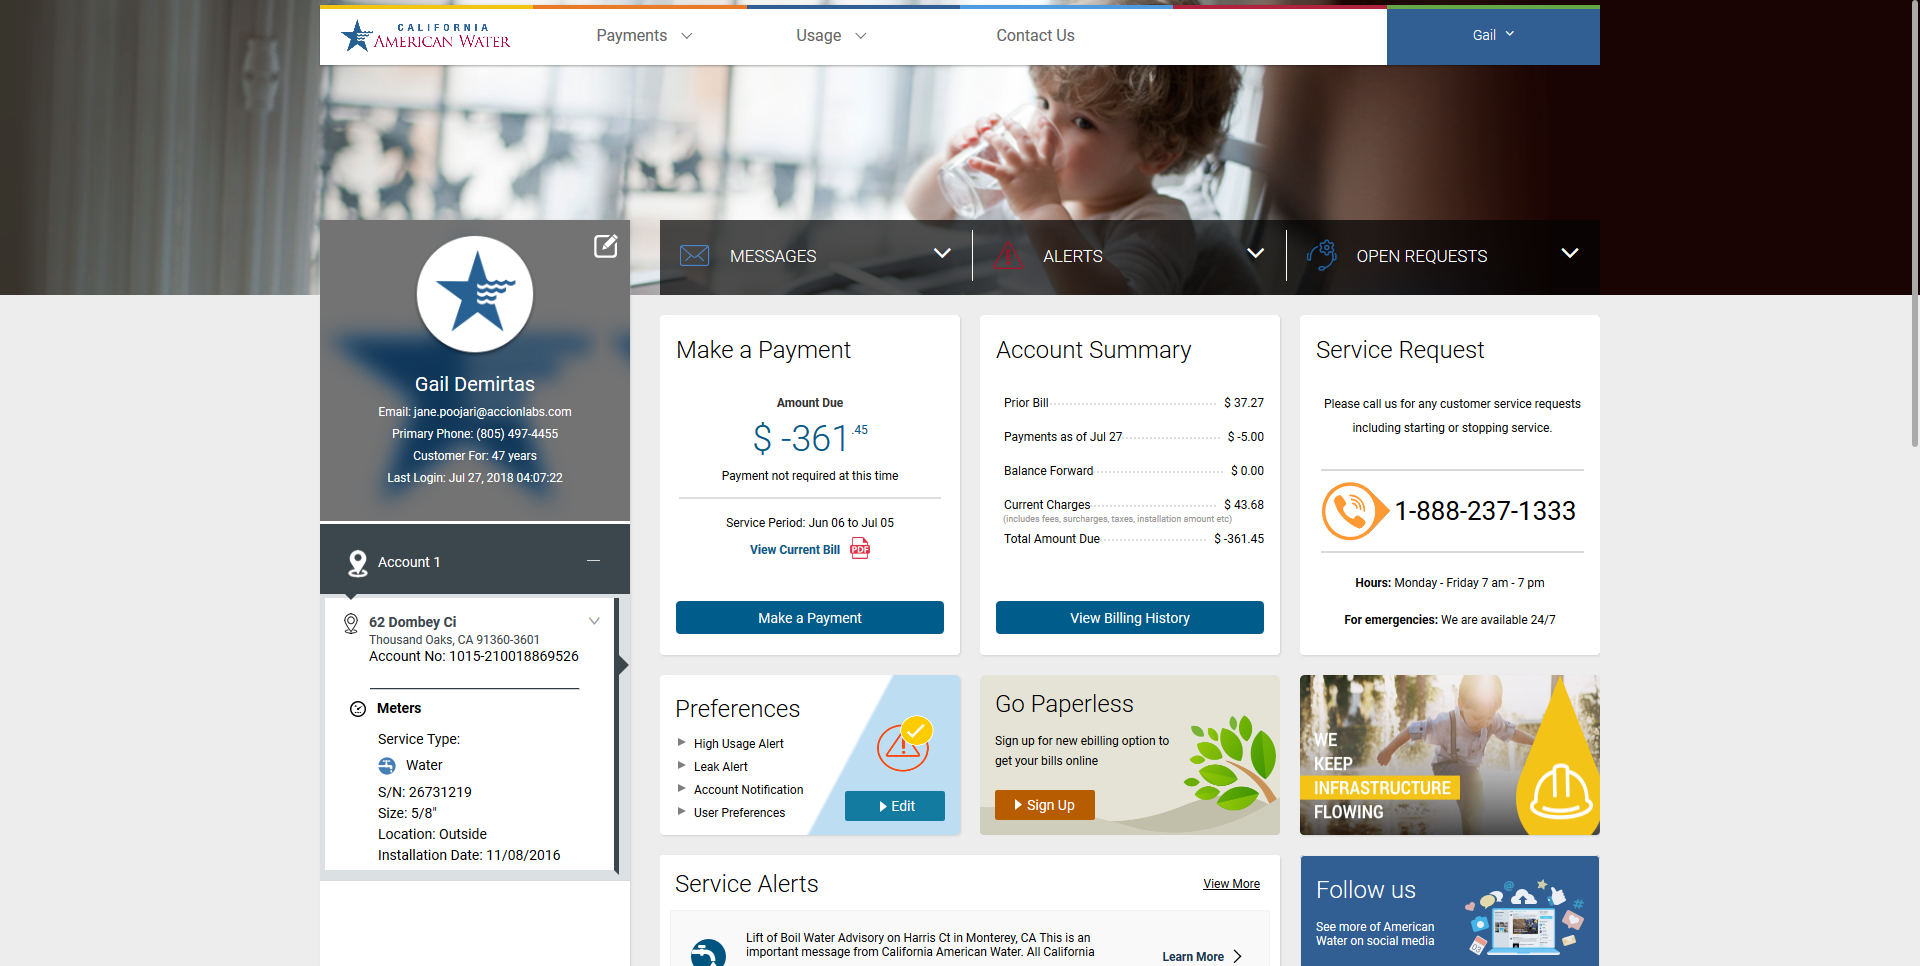 CALIFORNIA
AMERICAN WATER
Payments
Usage
Contact Us
Gail
MESSAGES
ALERTS
OPEN REQUESTS
Gail Demirtas
Email: jane.poojari@accionlabs.com
Primary Phone: (805) 497-4455
Customer For: 47 years
Last Login: Jul 27, 2018 04:07:22
Account 1
62 Dombey Ci
Thousand Oaks, CA 91360-3601
Account No: 1015-210018869526
Meters
Service Type:
Water
S/N: 26731219
Size: 5/8"
Location: Outside
Installation Date: 11/08/2016
Make a Payment
Amount Due
$ -361.45
Payment not required at this time
Service Period: Jun 06 to Jul 05
View Current Bill PDF
Make a Payment
Account Summary
Prior Bill $ 37.27
Payments as of Jul 27 $ -5.00
Balance Forward $ 0.00
Current Charges $ 43.68
(includes fees, surcharges, taxes, installation amount etc)
Total Amount Due $ -361.45
View Billing History
Service Request
Please call us for any customer service requests
including starting or stopping service.
1-888-237-1333
Hours: Monday - Friday 7 am - 7 pm
For emergencies: We are available 24/7
Preferences
High Usage Alert
Leak Alert
Account Notification
User Preferences
Edit
Go Paperless
Sign up for new ebilling option to
get your bills online
Sign Up
WE
KEEP
INFRASTRUCTURE
FLOWING
Service Alerts
View More
Lift of Boil Water Advisory on Harris Ct in Monterey, CA This is an
important message from California American Water. All California
Learn More
Follow us
See more of American
Water on social media